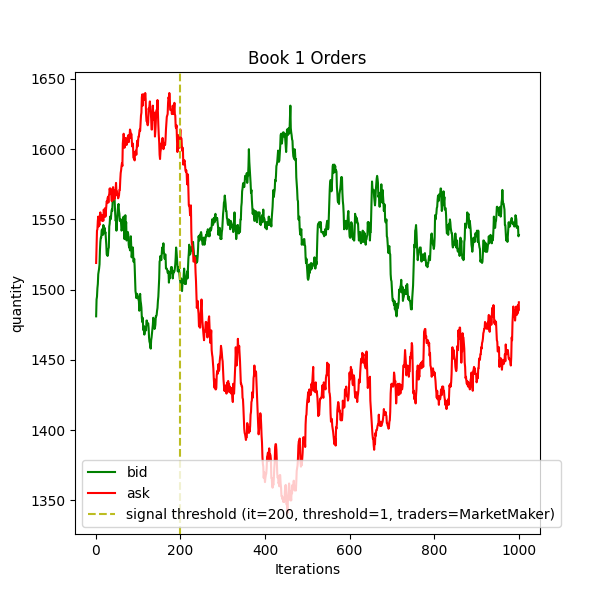 Book 1 Orders
1650
1600
1550
1500
1450
1400
1350
quantity
bid
ask
signal threshold (it=200, threshold=1, traders=MarketMaker)
0 200 400 600 800 1000
Iterations